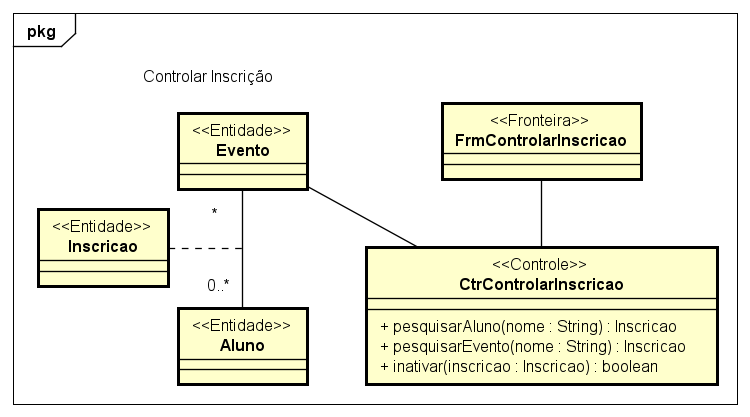 pkg
Controlar Inscrição
<<Entidade>>
Evento
<<Fronteira>>
FrmControlarInscricao
*
<<Entidade>>
Inscricao
<<Controle>>
CtrControlarInscricao
0..*
<<Entidade>>
Aluno
+ pesquisarAluno(nome : String) : Inscricao
+ pesquisarEvento(nome : String) : Inscricao
+ inativar(inscricao : Inscricao) : boolean